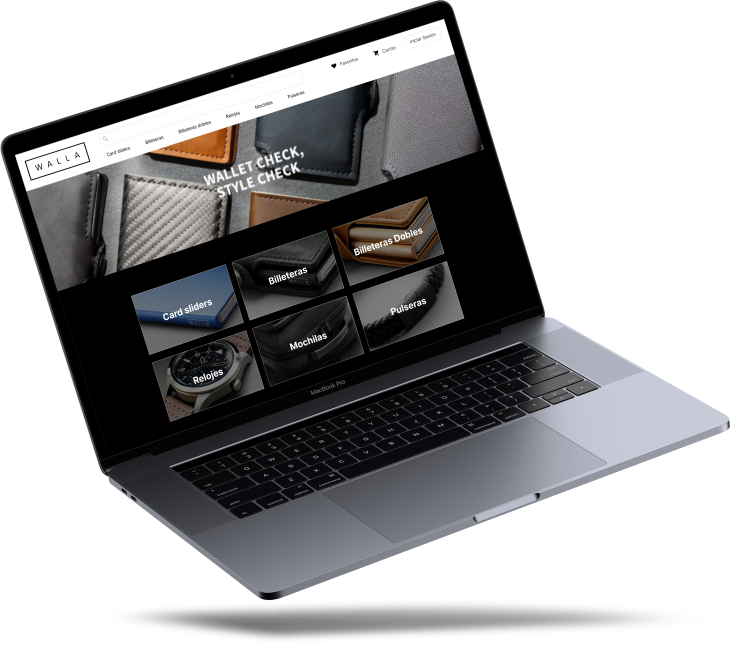 WALLA
Favoritos
Carrito
Iniciar Sesión
Card sliders
Billeteras
Billeteras dobles
Relojes
Mochilas
Pulseras
WALLET CHECK,
STYLE CHECK
Card sliders
Billeteras
Billeteras Dobles
Relojes
Mochilas
Pulseras
MacBook Pro